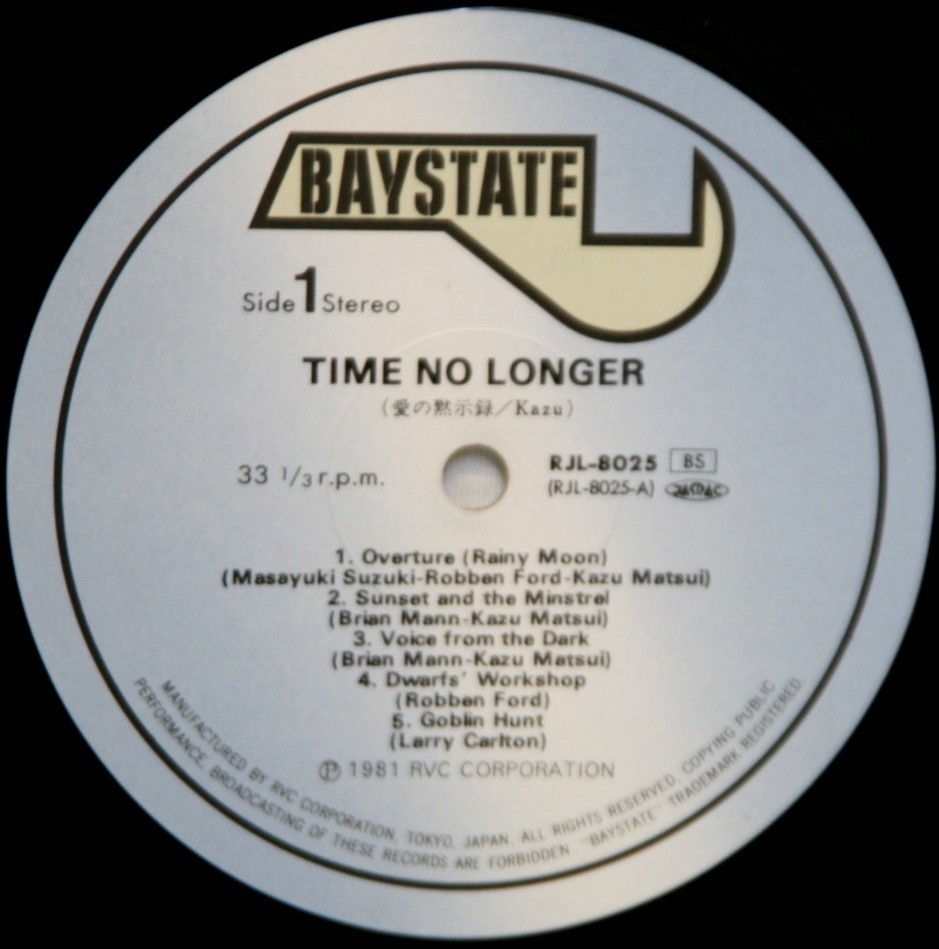 BAYSTATE
Side 1 Stereo
TIME NO LONGER
(愛の黙示録/Kazu)
33 1/3 r.p.m.
RJL-8025 BS
(RJL-8025-A) JASRAC
1. Overture (Rainy Moon)
(Masayuki Suzuki-Robben Ford-Kazu Matsui)
2. Sunset and the Minstrel
(Brian Mann-Kazu Matsui)
3. Voice from the Dark
(Brian Mann-Kazu Matsui)
4. Dwarfs' Workshop
(Robben Ford)
5. Goblin Hunt
(Larry Carlton)
Ⓟ 1981 RVC CORPORATION
MANUFACTURED BY RVC CORPORATION, TOKYO, JAPAN. ALL RIGHTS RESERVED. COPYING PUBLIC
PERFORMANCE, BROADCASTING OF THESE RECORDS ARE FORBIDDEN. "BAYSTATE" TRADEMARK REGISTERED